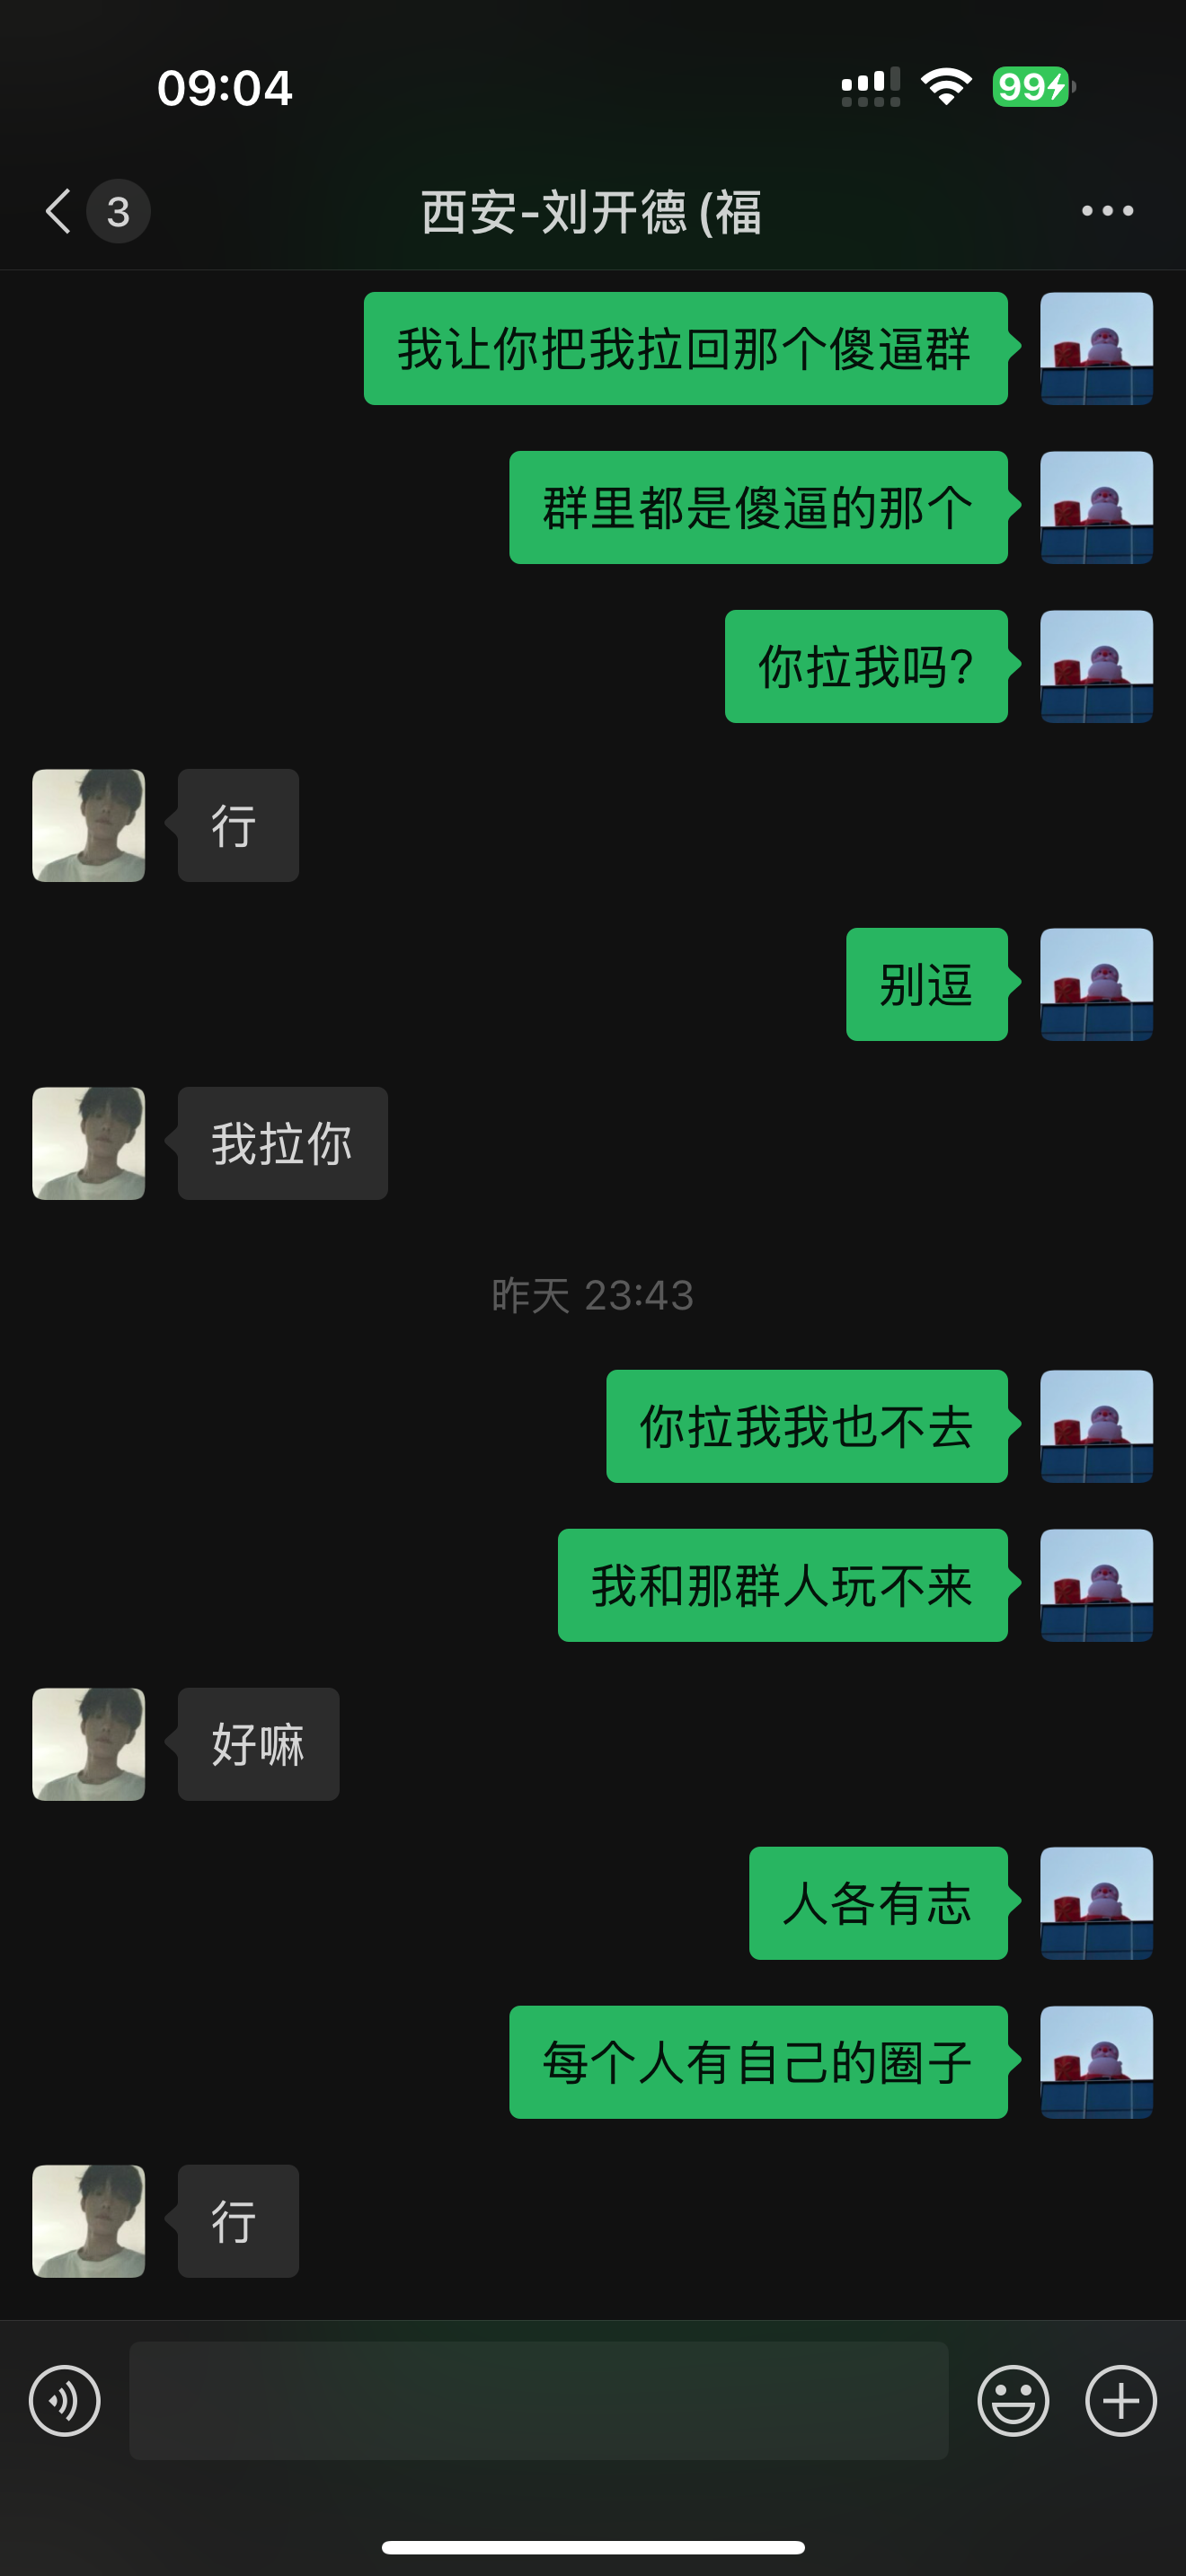 09:04
99
3
西安-刘开德 (福
我让你把我拉回那个傻逼群
群里都是傻逼的那个
你拉我吗?
行
别逗
我拉你
昨天 23:43
你拉我我也不去
我和那群人玩不来
好嘛
人各有志
每个人有自己的圈子
行